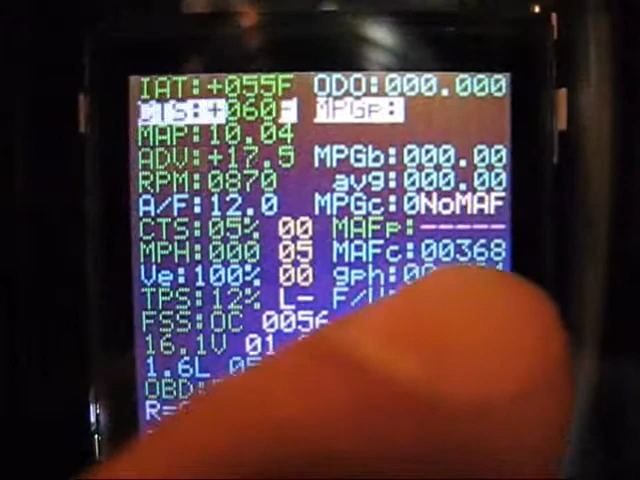 IAT:+055F ODO:000.000
CTS:+060F MPGp:
MAP:10.04
ADV:+17.5 MPGb:000.00
RPM:0870 avg:000.00
A/F:12.0 MPGc:0NoMAF
CTS:05% 00 MAFp:-----
MPH:000 05 MAFc:00368
Ve:100% 00 gph:
TPS:12% L-
FSS:OC 0056
16.1V 01
1.6L
OBD: